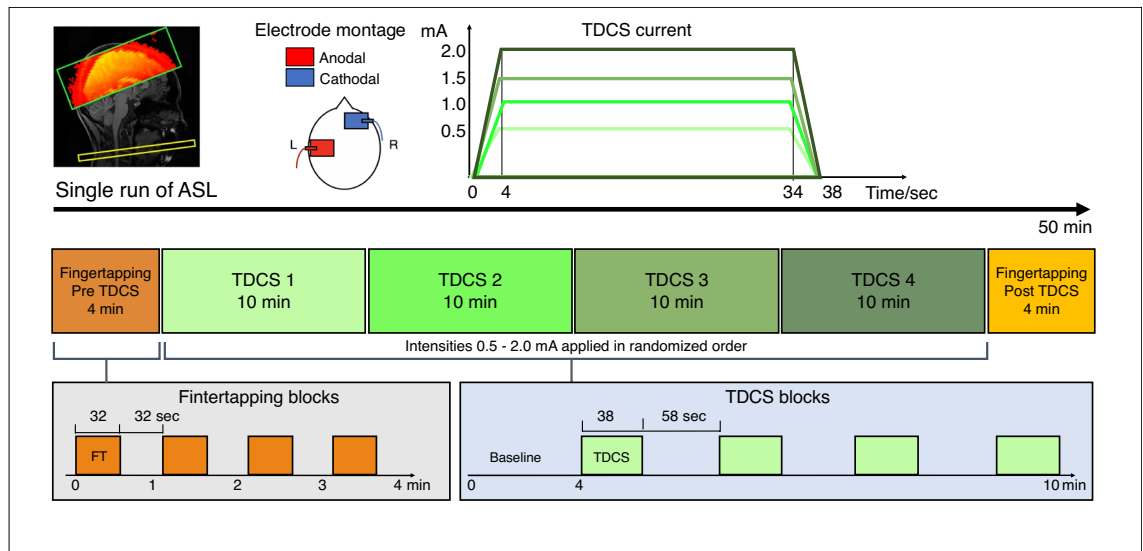 Electrode montage
Anodal
Cathodal
L
R
mA
TDCS current
2.0
1.5
1.0
0.5
0
4
34
38
Time/sec
Single run of ASL
50 min
Fingertapping
Pre TDCS
4 min
TDCS 1
10 min
TDCS 2
10 min
TDCS 3
10 min
TDCS 4
10 min
Fingertapping
Post TDCS
4 min
Intensities 0.5 - 2.0 mA applied in randomized order
Fintertapping blocks
32
32 sec
FT
0
1
2
3
4 min
TDCS blocks
38
58 sec
Baseline
TDCS
0
4
10 min